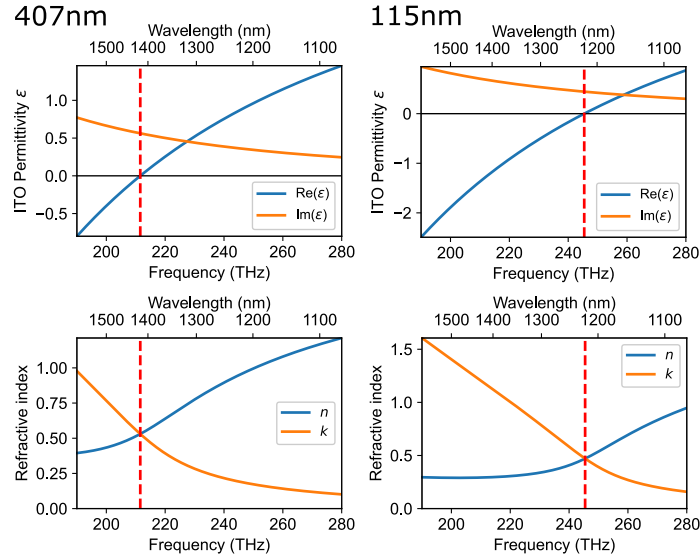 407nm
115nm
Wavelength (nm)
1500 1400 1300 1200 1100
ITO Permittivity ε
1.0
0.5
0.0
−0.5
Re(ε)
Im(ε)
200 220 240 260 280
Frequency (THz)
Wavelength (nm)
1500 1400 1300 1200 1100
ITO Permittivity ε
0
−1
−2
Re(ε)
Im(ε)
200 220 240 260 280
Frequency (THz)
Wavelength (nm)
1500 1400 1300 1200 1100
Refractive index
1.00
0.75
0.50
0.25
0.00
n
k
200 220 240 260 280
Frequency (THz)
Wavelength (nm)
1500 1400 1300 1200 1100
Refractive index
1.5
1.0
0.5
0.0
n
k
200 220 240 260 280
Frequency (THz)